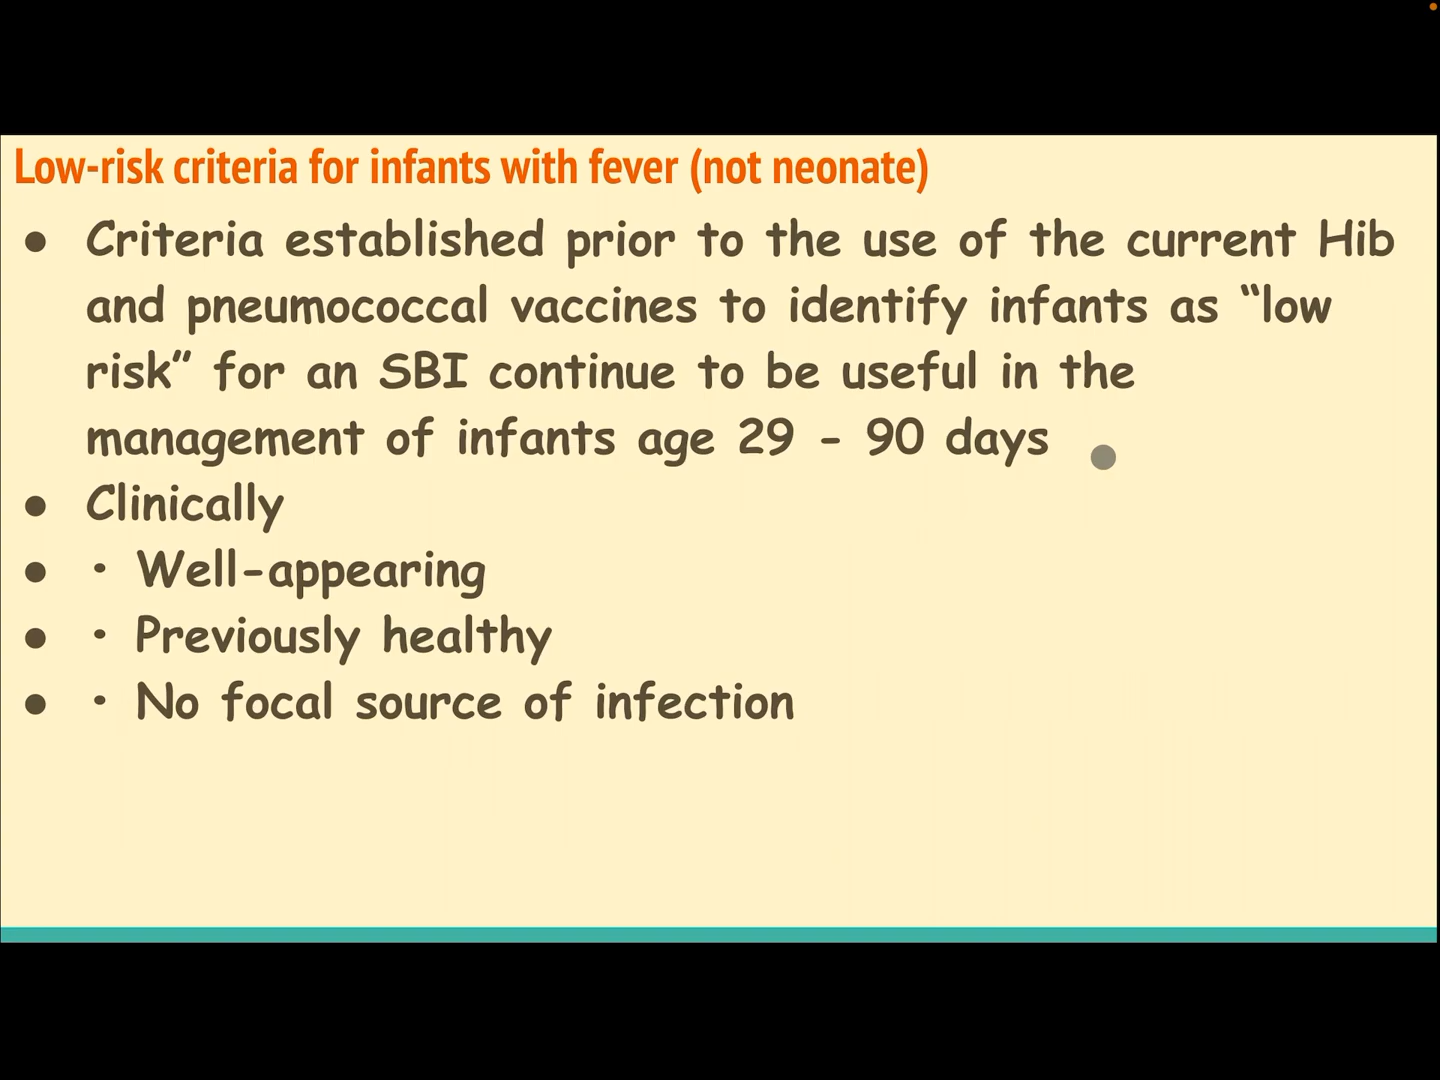 Low-risk criteria for infants with fever (not neonate)
● Criteria established prior to the use of the current Hib
and pneumococcal vaccines to identify infants as “low
risk” for an SBI continue to be useful in the
management of infants age 29 - 90 days
● Clinically
● • Well-appearing
● • Previously healthy
● • No focal source of infection